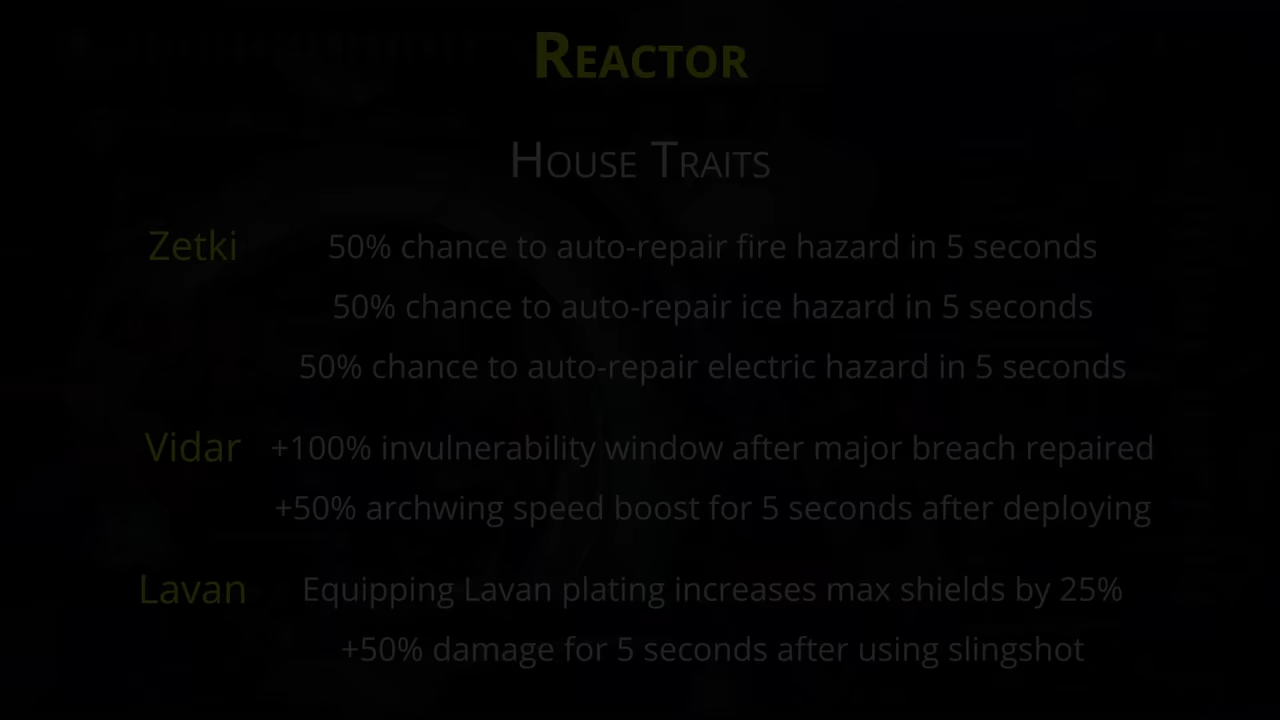 Reactor
House Traits
Zetki 50% chance to auto-repair fire hazard in 5 seconds
50% chance to auto-repair ice hazard in 5 seconds
50% chance to auto-repair electric hazard in 5 seconds
Vidar +100% invulnerability window after major breach repaired
+50% archwing speed boost for 5 seconds after deploying
Lavan Equipping Lavan plating increases max shields by 25%
+50% damage for 5 seconds after using slingshot